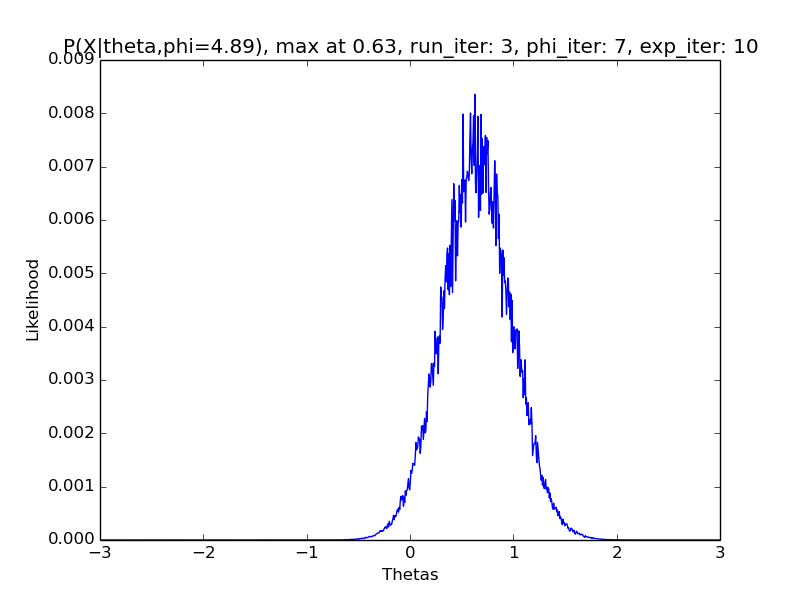 P(X|theta,phi=4.89), max at 0.63, run_iter: 3, phi_iter: 7, exp_iter: 10
0.009
0.008
0.007
0.006
0.005
0.004
0.003
0.002
0.001
0.000
Likelihood
−3 −2 −1 0 1 2 3
Thetas